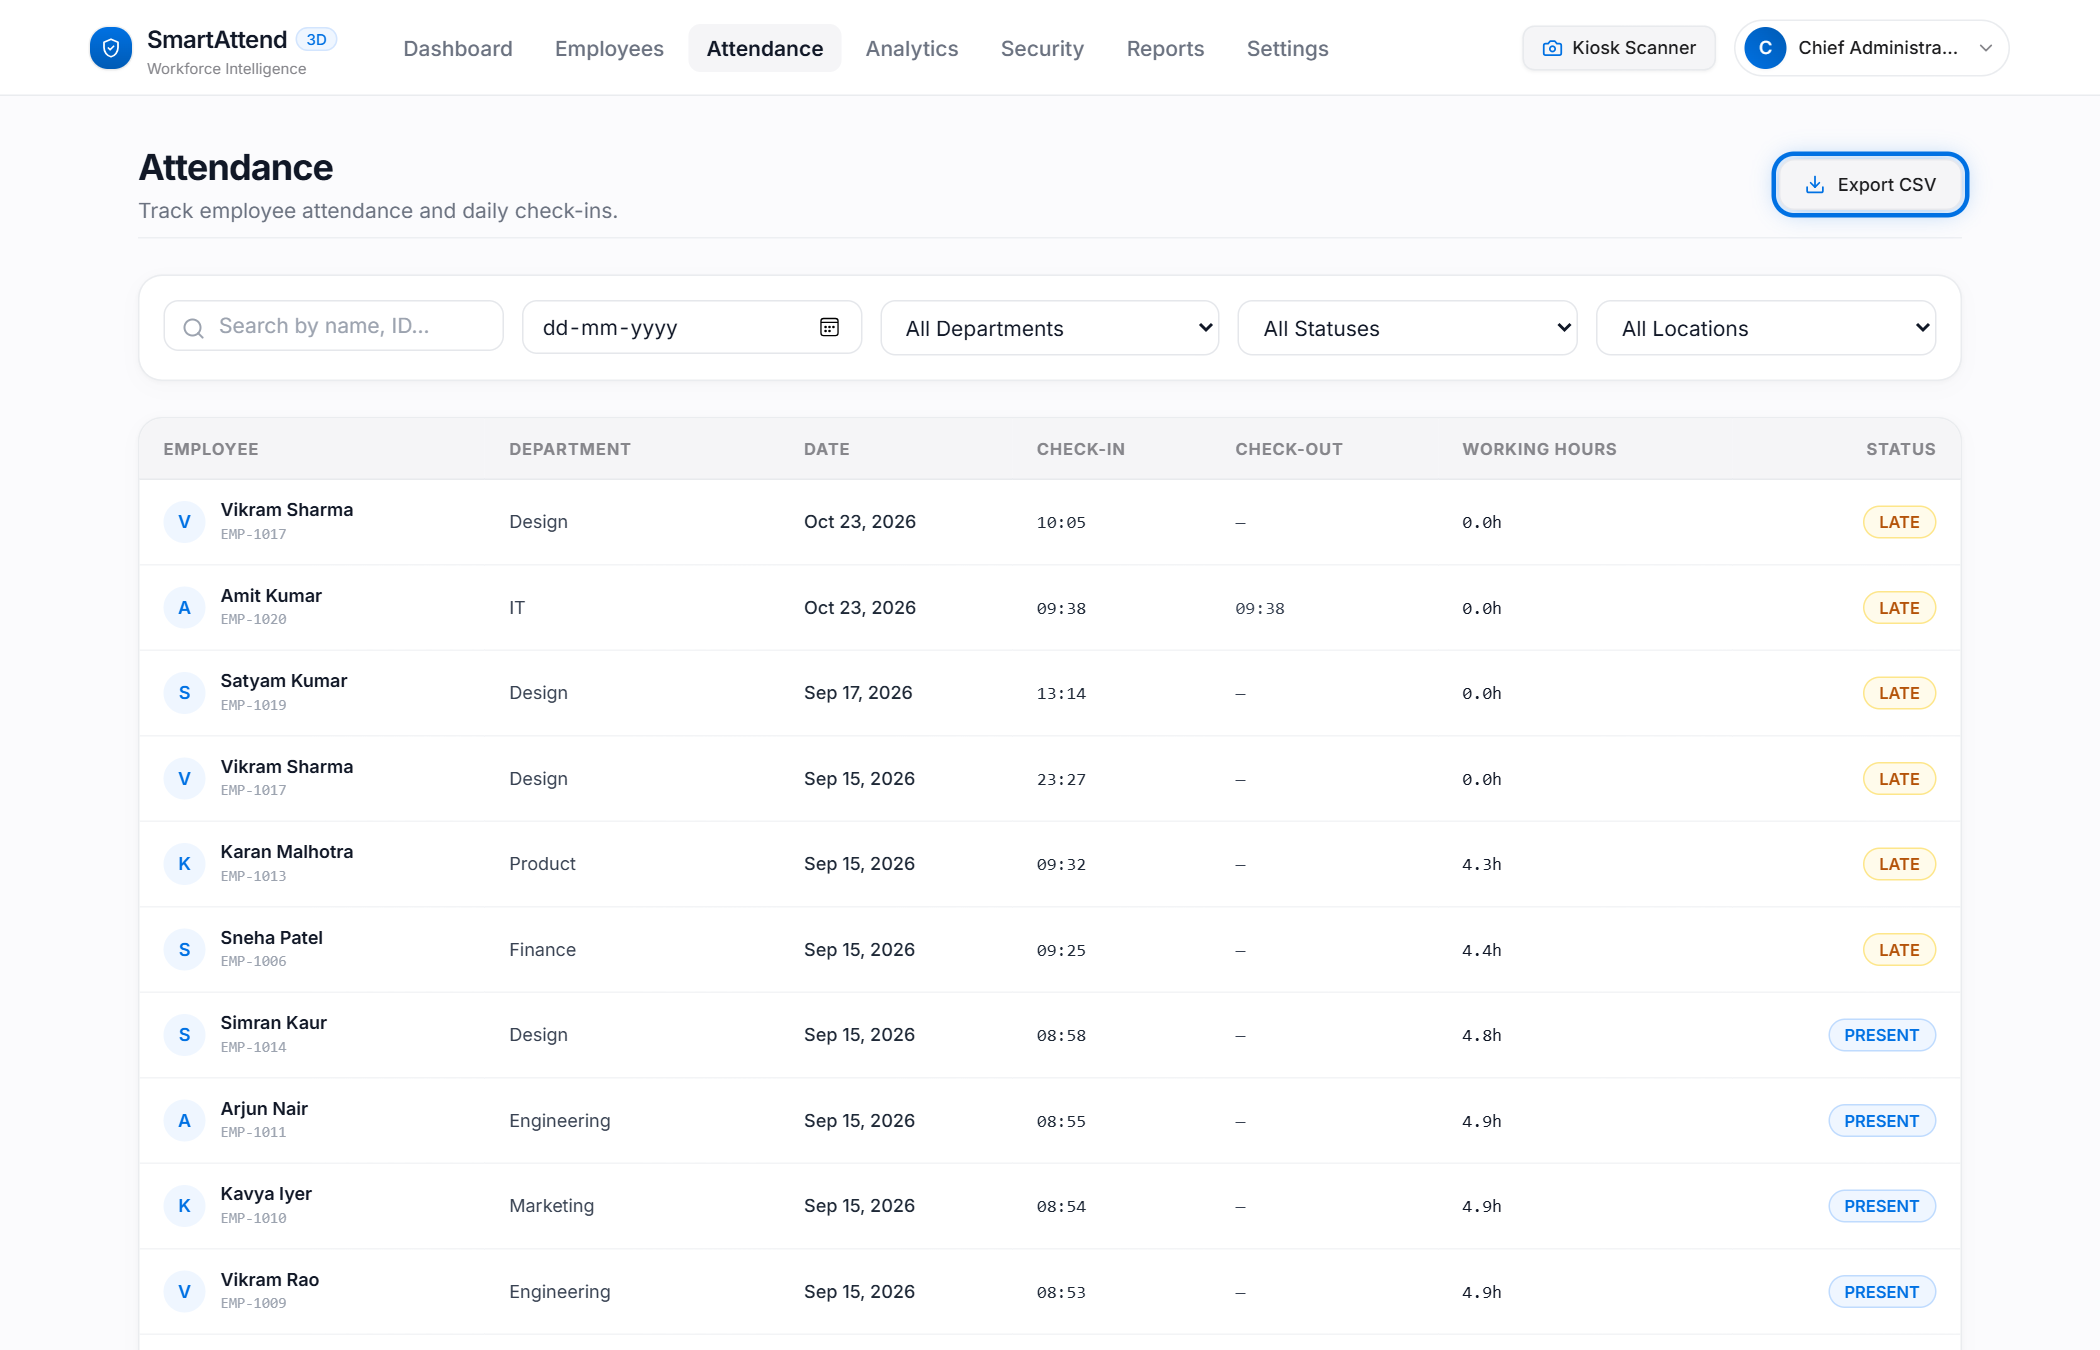 SmartAttend 3D
Workforce Intelligence
Dashboard Employees Attendance Analytics Security Reports Settings
Kiosk Scanner
C Chief Administra...
Attendance
Track employee attendance and daily check-ins.
Export CSV
Search by name, ID... dd-mm-yyyy All Departments All Statuses All Locations
EMPLOYEE DEPARTMENT DATE CHECK-IN CHECK-OUT WORKING HOURS STATUS
V Vikram Sharma Design Oct 23, 2026 10:05 – 0.0h LATE
EMP-1017
A Amit Kumar IT Oct 23, 2026 09:38 09:38 0.0h LATE
EMP-1020
S Satyam Kumar Design Sep 17, 2026 13:14 – 0.0h LATE
EMP-1019
V Vikram Sharma Design Sep 15, 2026 23:27 – 0.0h LATE
EMP-1017
K Karan Malhotra Product Sep 15, 2026 09:32 – 4.3h LATE
EMP-1013
S Sneha Patel Finance Sep 15, 2026 09:25 – 4.4h LATE
EMP-1006
S Simran Kaur Design Sep 15, 2026 08:58 – 4.8h PRESENT
EMP-1014
A Arjun Nair Engineering Sep 15, 2026 08:55 – 4.9h PRESENT
EMP-1011
K Kavya Iyer Marketing Sep 15, 2026 08:54 – 4.9h PRESENT
EMP-1010
V Vikram Rao Engineering Sep 15, 2026 08:53 – 4.9h PRESENT
EMP-1009